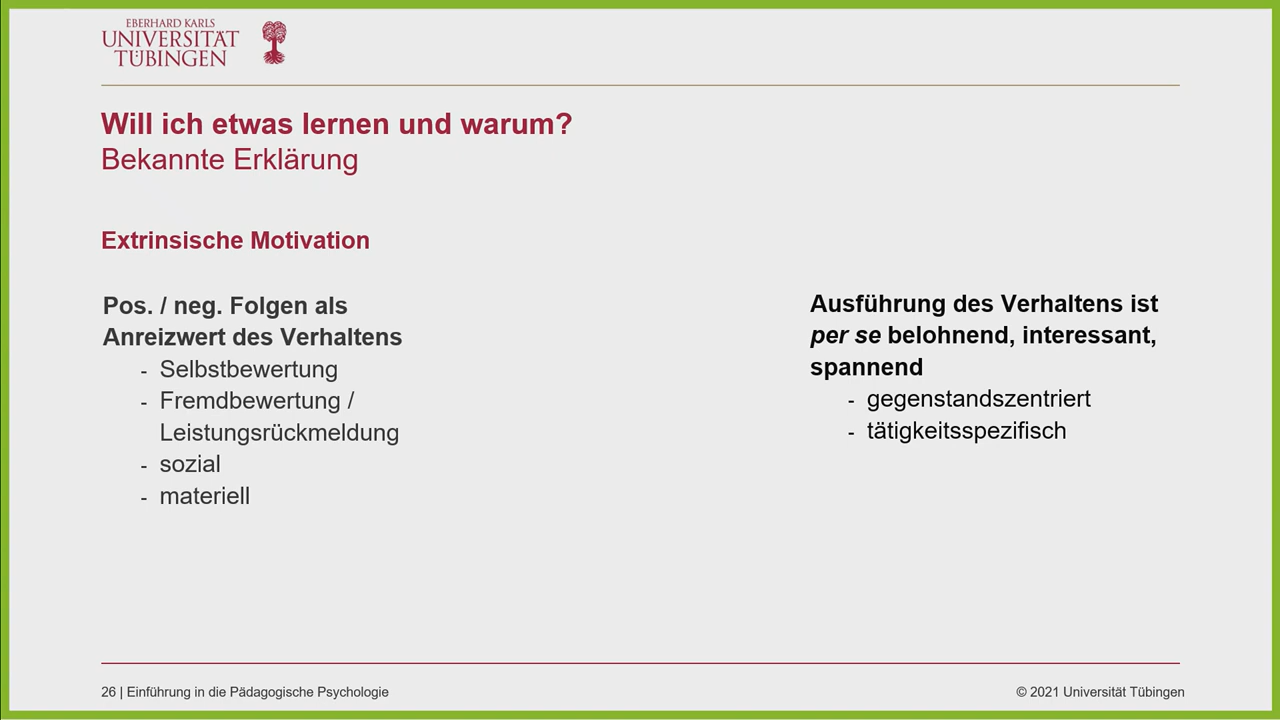 EBERHARD KARLS
UNIVERSITÄT
TÜBINGEN
Will ich etwas lernen und warum?
Bekannte Erklärung
Extrinsische Motivation
Pos. / neg. Folgen als
Anreizwert des Verhaltens
- Selbstbewertung
- Fremdbewertung /
Leistungsrückmeldung
- sozial
- materiell
Ausführung des Verhaltens ist
per se belohnend, interessant,
spannend
- gegenstandszentriert
- tätigkeitsspezifisch
26 | Einführung in die Pädagogische Psychologie
© 2021 Universität Tübingen